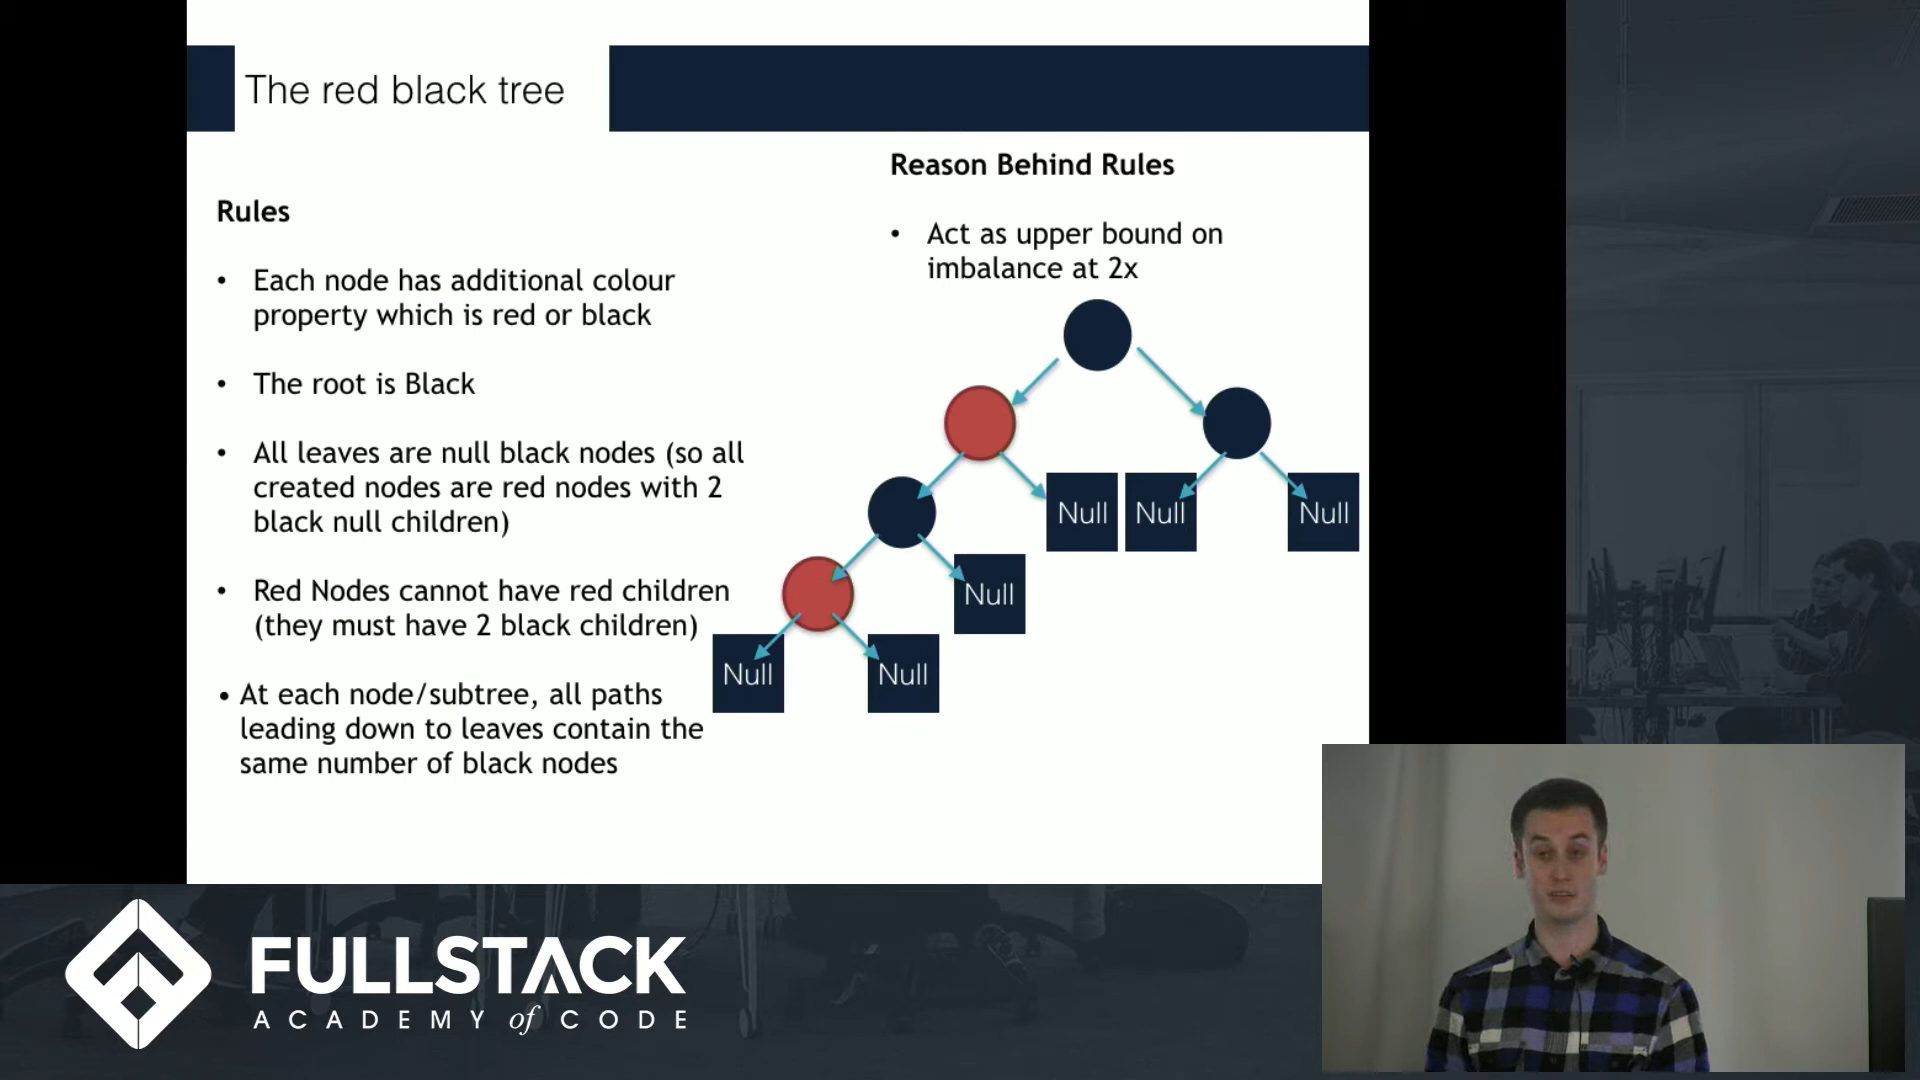 The red black tree
Rules
• Each node has additional colour
property which is red or black
• The root is Black
• All leaves are null black nodes (so all
created nodes are red nodes with 2
black null children)
• Red Nodes cannot have red children
(they must have 2 black children)
• At each node/subtree, all paths
leading down to leaves contain the
same number of black nodes
Reason Behind Rules
• Act as upper bound on
imbalance at 2x
Null
Null
Null
Null
Null
Null
FULLSTACK
ACADEMY of CODE